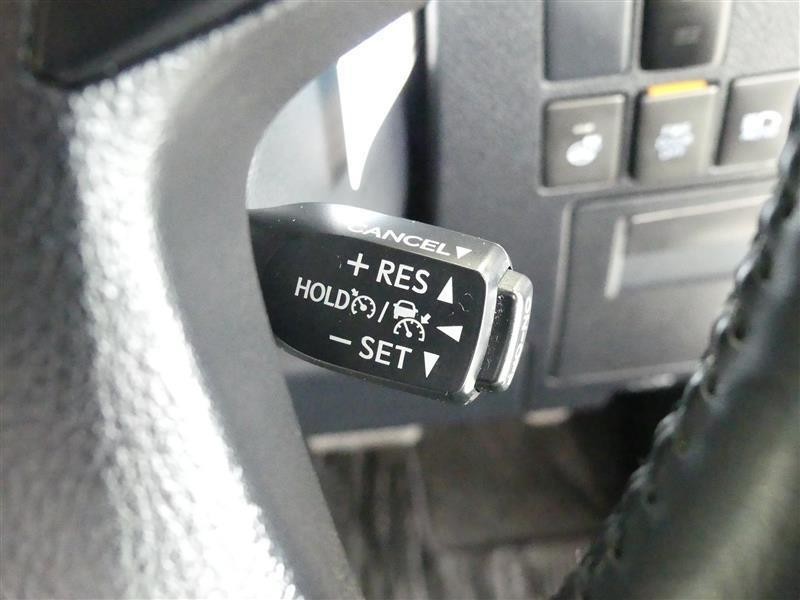 CANCEL▼
+ RES ▲
HOLD / ◀
− SET ▼